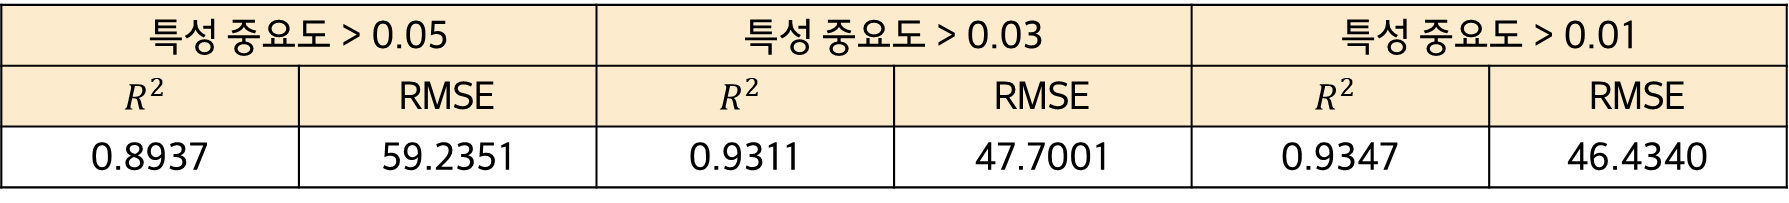 특성 중요도 > 0.05 특성 중요도 > 0.03 특성 중요도 > 0.01
R² RMSE R² RMSE R² RMSE
0.8937 59.2351 0.9311 47.7001 0.9347 46.4340